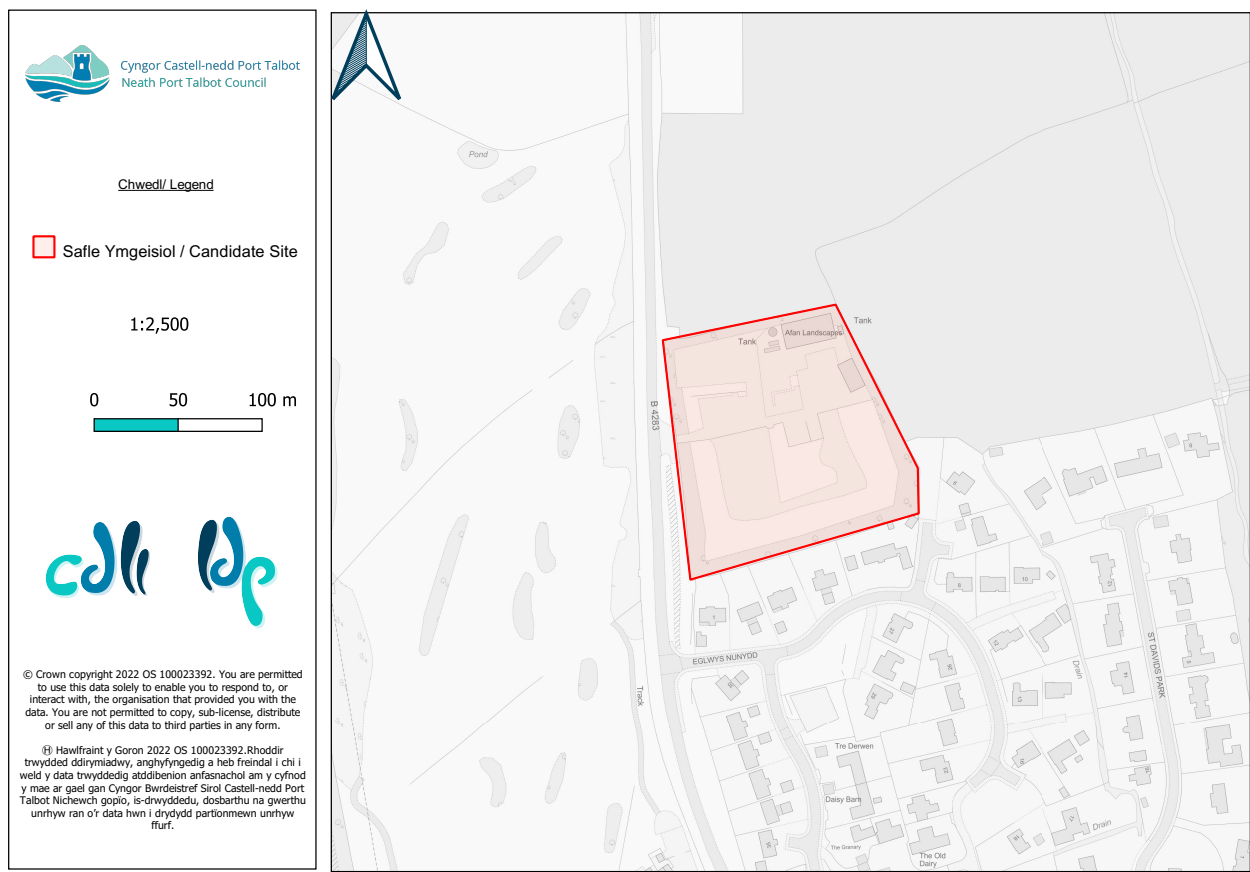 Cyngor Castell-nedd Port Talbot
Neath Port Talbot Council
Chwedl/ Legend
Safle Ymgeisiol / Candidate Site
1:2,500
0 50 100 m
cdll ldp
© Crown copyright 2022 OS 100023392. You are permitted
to use this data solely to enable you to respond to, or
interact with, the organisation that provided you with the
data. You are not permitted to copy, sub-license, distribute
or sell any of this data to third parties in any form.
Ⓗ Hawlfraint y Goron 2022 OS 100023392.Rhoddir
trwydded ddirymiadwy, anghyfyngedig a heb freindal i chi i
weld y data trwyddedig atddibenion anfasnachol am y cyfnod
y mae ar gael gan Cyngor Bwrdeistref Sirol Castell-nedd Port
Talbot Nichewch gopïo, is-drwyddedu, dosbarthu na gwerthu
unrhyw ran o'r data hwn i drydydd partïonmewn unrhyw
ffurf.
Pond
Tank
Afan Landscapes
Tank
B 4283
EGLWYS NUNYDD
ST DAVIDS PARK
Track
Drain
Tre Derwen
Daisy Barn
The Granary
The Old
Dairy
Drain
10